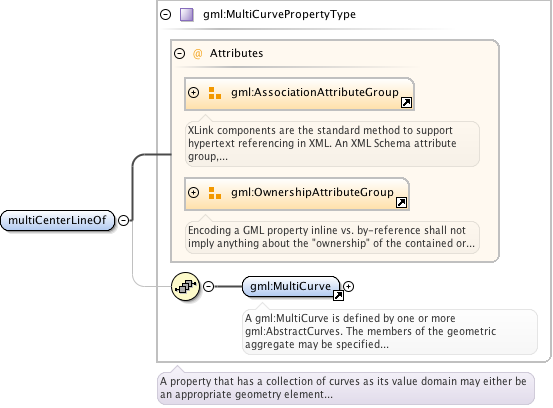 gml:MultiCurvePropertyType
@ Attributes
gml:AssociationAttributeGroup
XLink components are the standard method to support
hypertext referencing in XML. An XML Schema attribute
group,...
gml:OwnershipAttributeGroup
Encoding a GML property inline vs. by-reference shall not
imply anything about the "ownership" of the contained or...
multiCenterLineOf
gml:MultiCurve
A gml:MultiCurve is defined by one or more
gml:AbstractCurves. The members of the geometric
aggregate may be specified...
A property that has a collection of curves as its value domain may either be
an appropriate geometry element...